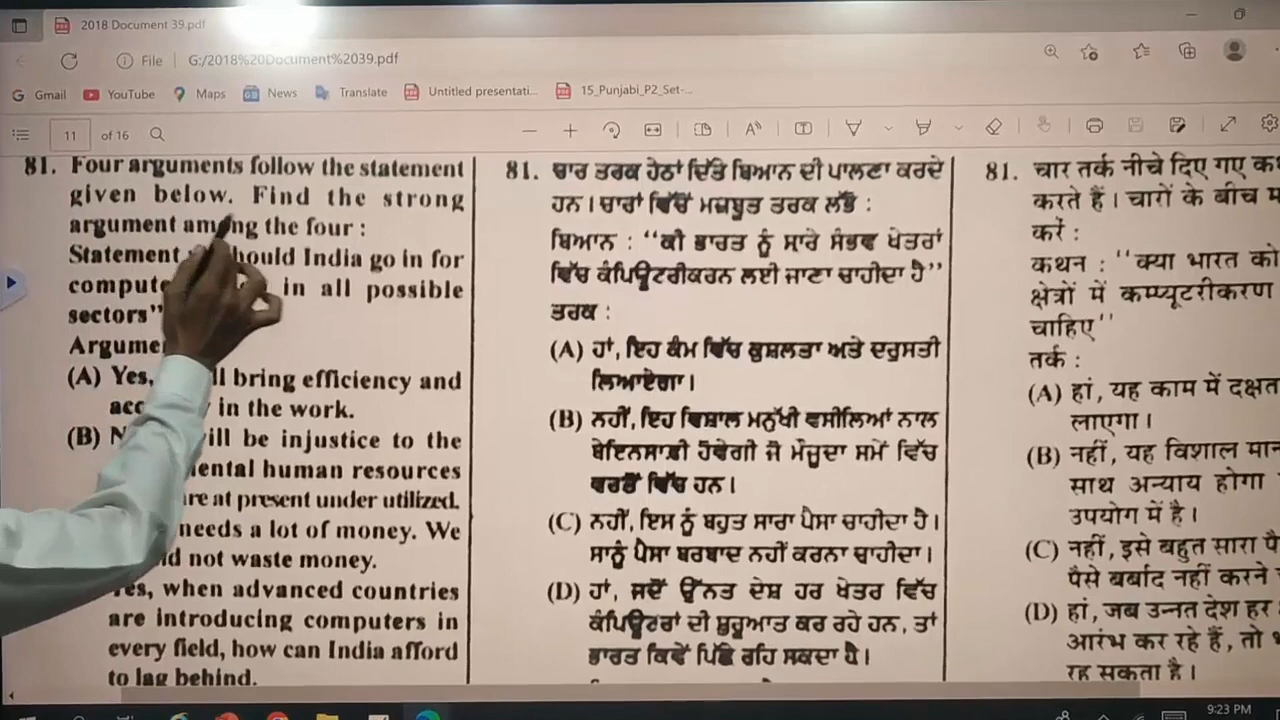 2018 Document 39.pdf
File G:/2018%20Document%2039.pdf
Gmail YouTube Maps News Translate Untitled presentati... 15_Punjabi_P2_Set-...
11 of 16
81. Four arguments follow the statement
given below. Find the strong
argument among the four :
Statement hould India go in for
in all possible
sectors"
(A) Yes, ll bring efficiency and
in the work.
(B) ill be injustice to the
ental human resources
are at present under utilized.
needs a lot of money. We
d not waste money.
Yes, when advanced countries
are introducing computers in
every field, how can India afford
to lag behind.
81. ਚਾਰ ਤਰਕ ਹੇਠਾਂ ਦਿੱਤੇ ਬਿਆਨ ਦੀ ਪਾਲਣਾ ਕਰਦੇ
ਹਨ। ਚਾਰਾਂ ਵਿੱਚੋਂ ਮਜ਼ਬੂਤ ਤਰਕ ਲੱਭੋ :
ਬਿਆਨ : ‘‘ਕੀ ਭਾਰਤ ਨੂੰ ਸਾਰੇ ਸੰਭਵ ਖੇਤਰਾਂ
ਵਿੱਚ ਕੰਪਿਊਟਰੀਕਰਨ ਲਈ ਜਾਣਾ ਚਾਹੀਦਾ ਹੈ’’
ਤਰਕ :
(A) ਹਾਂ, ਇਹ ਕੰਮ ਵਿੱਚ ਕੁਸ਼ਲਤਾ ਅਤੇ ਦਰੁਸਤੀ
ਲਿਆਏਗਾ।
(B) ਨਹੀਂ, ਇਹ ਵਿਸ਼ਾਲ ਮਨੁੱਖੀ ਵਸੀਲਿਆਂ ਨਾਲ
ਬੇਇਨਸਾਫ਼ੀ ਹੋਵੇਗੀ ਜੋ ਮੌਜੂਦਾ ਸਮੇਂ ਵਿੱਚ
ਵਰਤੋਂ ਵਿੱਚ ਹਨ।
(C) ਨਹੀਂ, ਇਸ ਨੂੰ ਬਹੁਤ ਸਾਰਾ ਪੈਸਾ ਚਾਹੀਦਾ ਹੈ।
ਸਾਨੂੰ ਪੈਸਾ ਬਰਬਾਦ ਨਹੀਂ ਕਰਨਾ ਚਾਹੀਦਾ।
(D) ਹਾਂ, ਜਦੋਂ ਉੱਨਤ ਦੇਸ਼ ਹਰ ਖੇਤਰ ਵਿੱਚ
ਕੰਪਿਊਟਰਾਂ ਦੀ ਸ਼ੁਰੂਆਤ ਕਰ ਰਹੇ ਹਨ, ਤਾਂ
ਭਾਰਤ ਕਿਵੇਂ ਪਿੱਛੇ ਰਹਿ ਸਕਦਾ ਹੈ।
81. चार तर्क नीचे दिए गए
करते हैं। चारों के बीच
करें :
कथन : ‘‘क्या भारत को
क्षेत्रों में कम्प्यूटरीकरण
चाहिए’’
तर्क :
(A) हां, यह काम में
लाएगा।
(B) नहीं, यह विशाल
साथ अन्याय होगा
उपयोग में है।
(C) नहीं, इसे बहुत सारा
पैसे बर्बाद नहीं करने
(D) हां, जब उन्नत देश हर
आरंभ कर रहे हैं, तो
रह सकता है।
9:23 PM